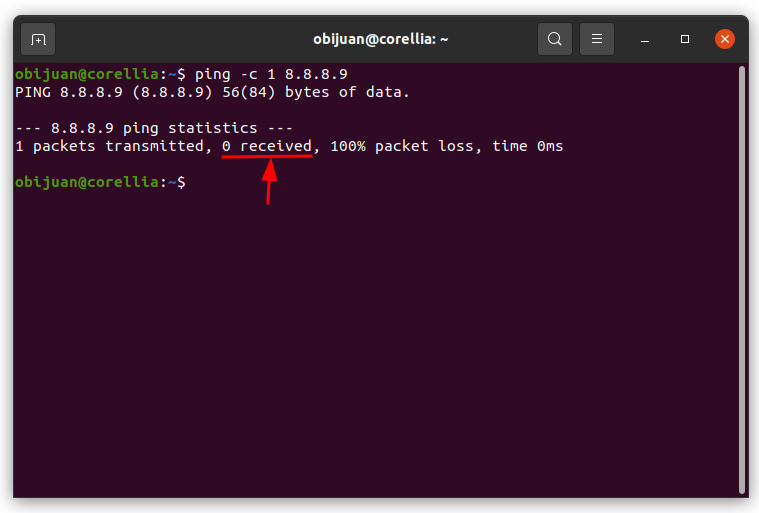 obijuan@corellia: ~
obijuan@corellia:~$ ping -c 1 8.8.8.9
PING 8.8.8.9 (8.8.8.9) 56(84) bytes of data.
--- 8.8.8.9 ping statistics ---
1 packets transmitted, 0 received, 100% packet loss, time 0ms
obijuan@corellia:~$